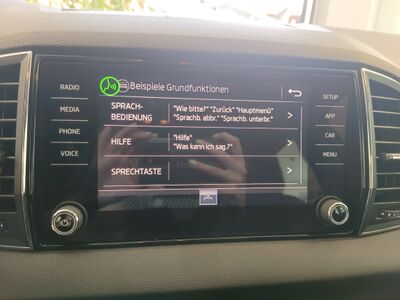 Beispiele Grundfunktionen
RADIO
MEDIA
PHONE
VOICE
SPRACH-
BEDIENUNG
"Wie bitte?" "Zurück" "Hauptmenü"
"Sprachb. abbr." "Sprachb. unterbr."
HILFE
"Hilfe"
"Was kann ich sag.?"
SPRECHTASTE
SETUP
APP
CAR
MENU